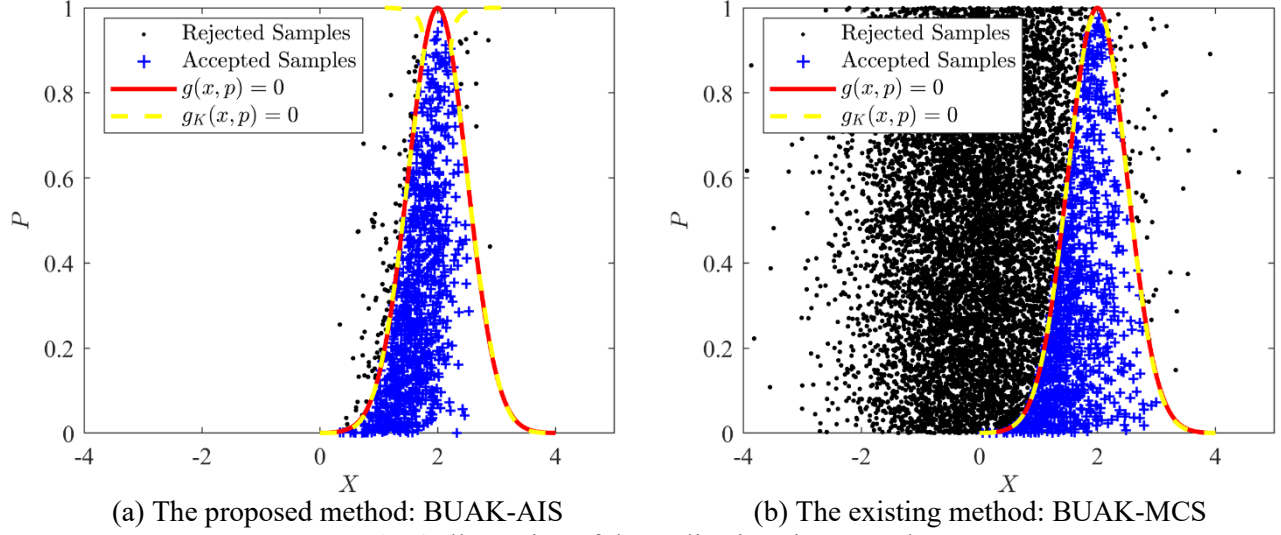 1
0.8
0.6
0.4
0.2
0
P
-4
-2
0
2
4
X
Rejected Samples
Accepted Samples
g(x, p) = 0
g_K(x, p) = 0
(a) The proposed method: BUAK-AIS
1
0.8
0.6
0.4
0.2
0
P
-4
-2
0
2
4
X
Rejected Samples
Accepted Samples
g(x, p) = 0
g_K(x, p) = 0
(b) The existing method: BUAK-MCS